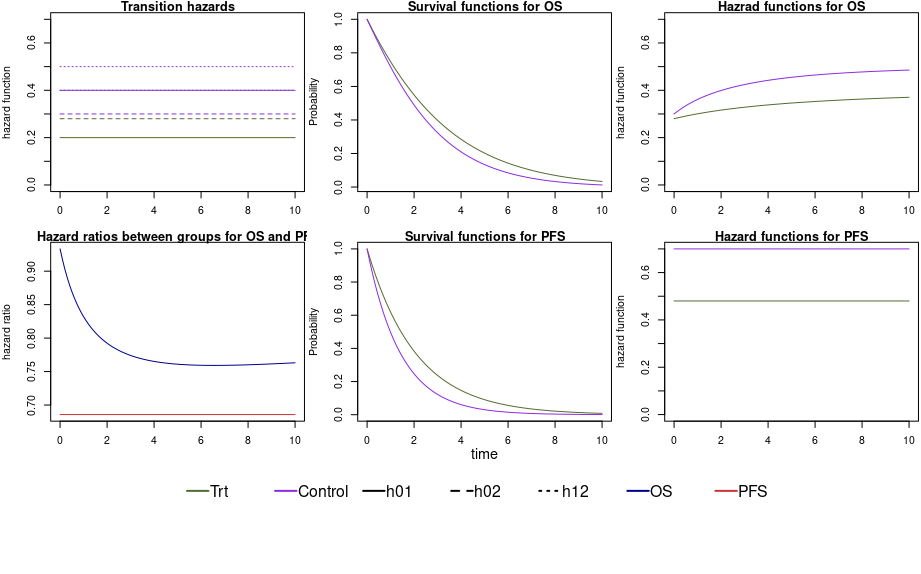 Transition hazards
hazard function
0.0 0.2 0.4 0.6
0 2 4 6 8 10
Survival functions for OS
Probability
0.0 0.2 0.4 0.6 0.8 1.0
0 2 4 6 8 10
Hazrad functions for OS
hazard function
0.0 0.2 0.4 0.6
0 2 4 6 8 10
Hazard ratios between groups for OS and PF
hazard ratio
0.70 0.75 0.80 0.85 0.90
0 2 4 6 8 10
Survival functions for PFS
Probability
0.0 0.2 0.4 0.6 0.8 1.0
0 2 4 6 8 10
time
Hazard functions for PFS
hazard function
0.0 0.2 0.4 0.6
0 2 4 6 8 10
Trt Control h01 h02 h12 OS PFS